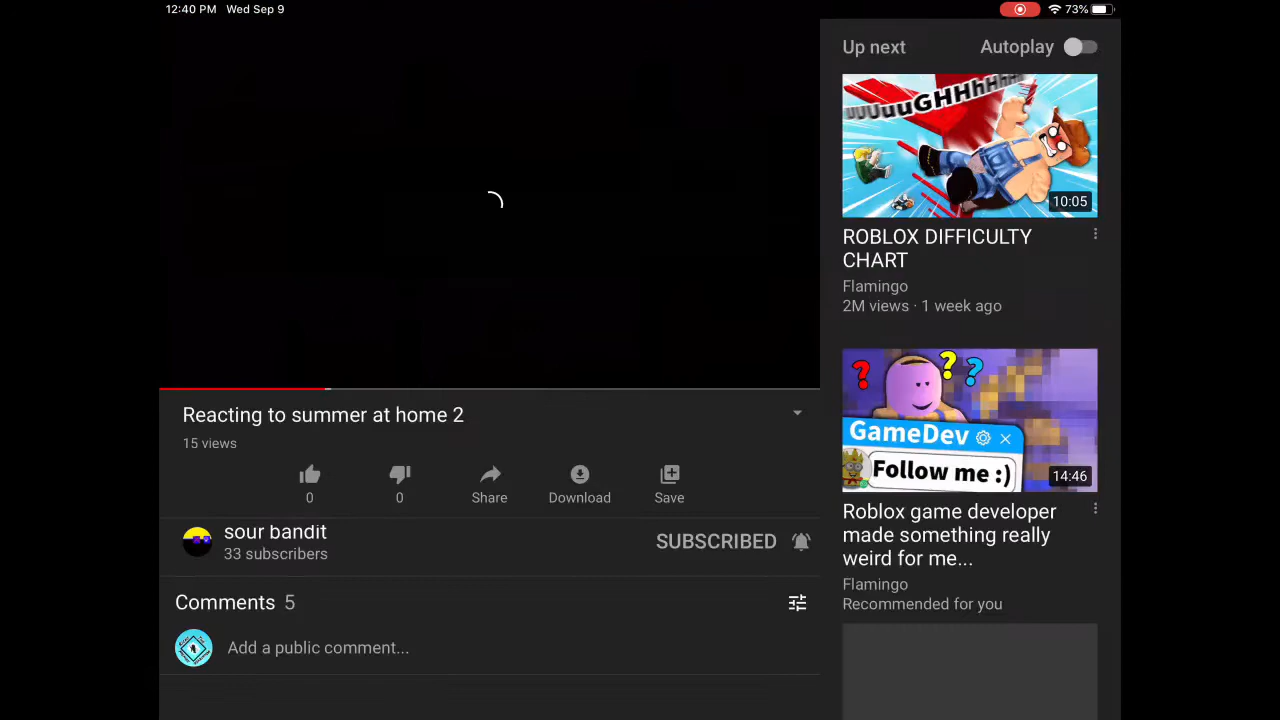 12:40 PM Wed Sep 9
73%
Up next
Autoplay
UUUuuGHHhhHh
10:05
ROBLOX DIFFICULTY
CHART
Flamingo
2M views · 1 week ago
Reacting to summer at home 2
15 views
0
0
Share
Download
Save
sour bandit
33 subscribers
SUBSCRIBED
Comments 5
Add a public comment...
? ? ?
GameDev
Follow me :)
14:46
Roblox game developer
made something really
weird for me...
Flamingo
Recommended for you